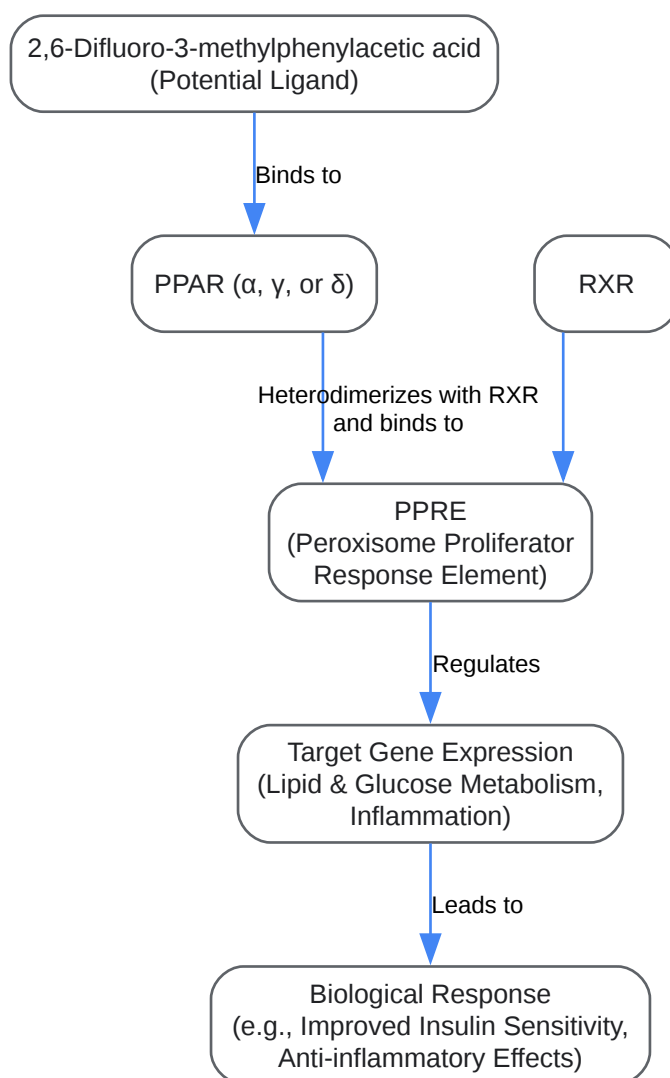 2,6-Difluoro-3-methylphenylacetic acid
(Potential Ligand)
Binds to
PPAR (α, γ, or δ)
RXR
Heterodimerizes with RXR
and binds to
PPRE
(Peroxisome Proliferator
Response Element)
Regulates
Target Gene Expression
(Lipid & Glucose Metabolism,
Inflammation)
Leads to
Biological Response
(e.g., Improved Insulin Sensitivity,
Anti-inflammatory Effects)